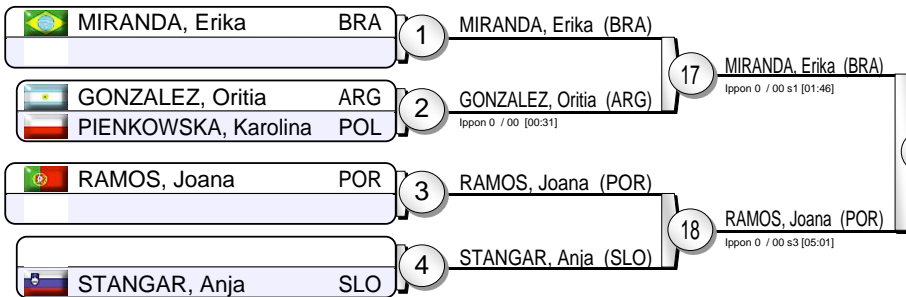 MIRANDA, Erika BRA
1
MIRANDA, Erika (BRA)
17
MIRANDA, Erika (BRA)
Ippon 0 / 00 s1 [01:46]
GONZALEZ, Oritia ARG
PIENKOWSKA, Karolina POL
2
GONZALEZ, Oritia (ARG)
Ippon 0 / 00 [00:31]
RAMOS, Joana POR
3
RAMOS, Joana (POR)
18
RAMOS, Joana (POR)
Ippon 0 / 00 s3 [05:01]
STANGAR, Anja SLO
4
STANGAR, Anja (SLO)